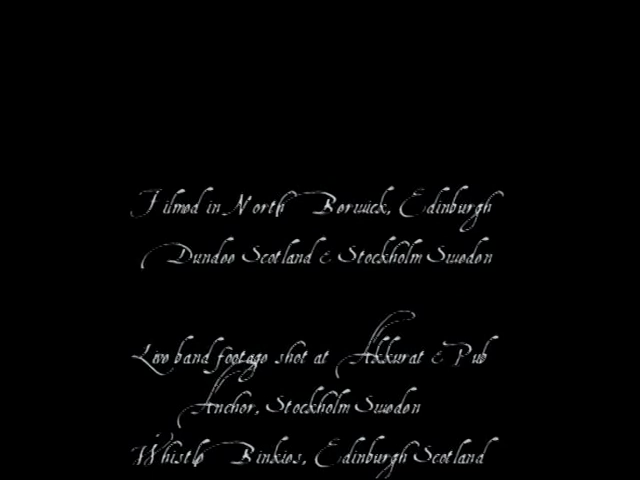 Filmed in North Berwick, Edinburgh
Dundee Scotland & Stockholm Sweden
Live band footage shot at Akkurat & Pub
Anchor, Stockholm Sweden
Whistle Binkies, Edinburgh Scotland